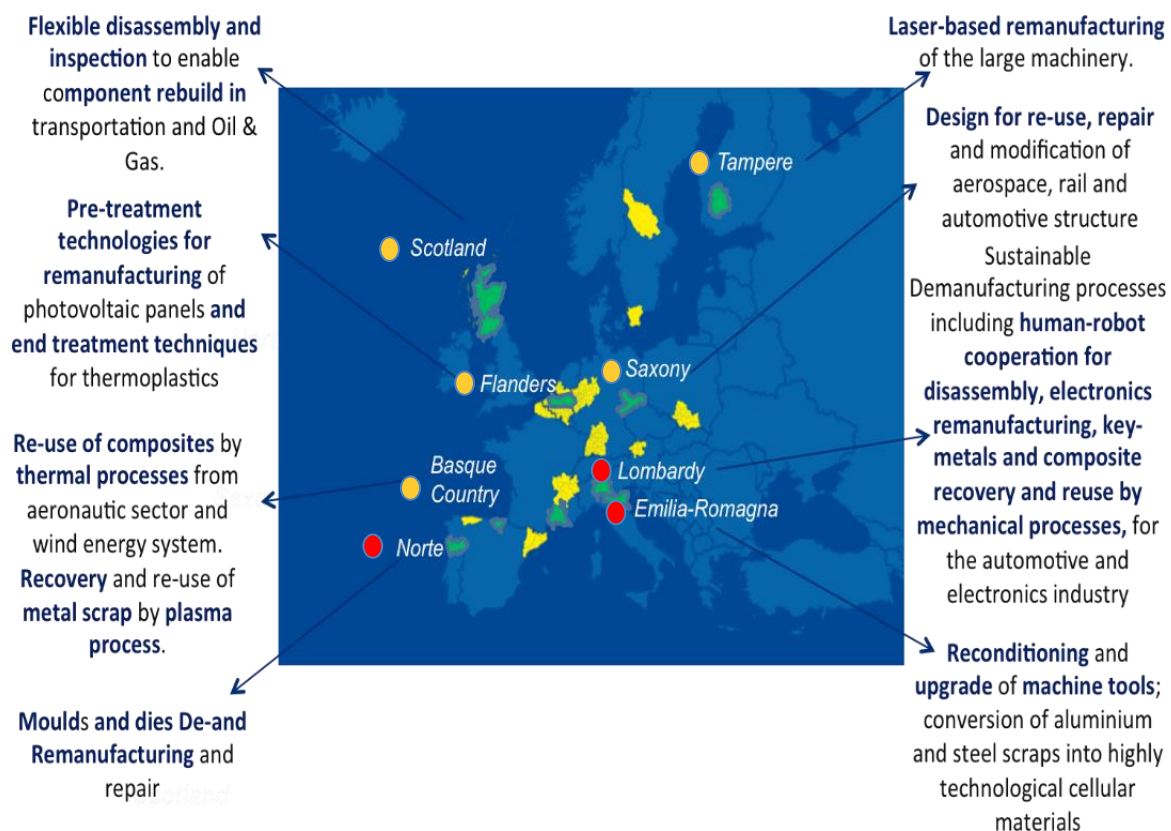 Flexible disassembly and
inspection to enable
component rebuild in
transportation and Oil &
Gas.
Pre-treatment
technologies for
remanufacturing of
photovoltaic panels and
end treatment techniques
for thermoplastics
Re-use of composites by
thermal processes from
aeronautic sector and
wind energy system.
Recovery and re-use of
metal scrap by plasma
process.
Moulds and dies De-and
Remanufacturing and
repair
Tampere
Scotland
Saxony
Flanders
Lombardy
Basque
Country
Emilia-Romagna
Norte
Laser-based remanufacturing
of the large machinery.
Design for re-use, repair
and modification of
aerospace, rail and
automotive structure
Sustainable
Demanufacturing processes
including human-robot
cooperation for
disassembly, electronics
remanufacturing, key-
metals and composite
recovery and reuse by
mechanical processes, for
the automotive and
electronics industry
Reconditioning and
upgrade of machine tools;
conversion of aluminium
and steel scraps into highly
technological cellular
materials
Scotland